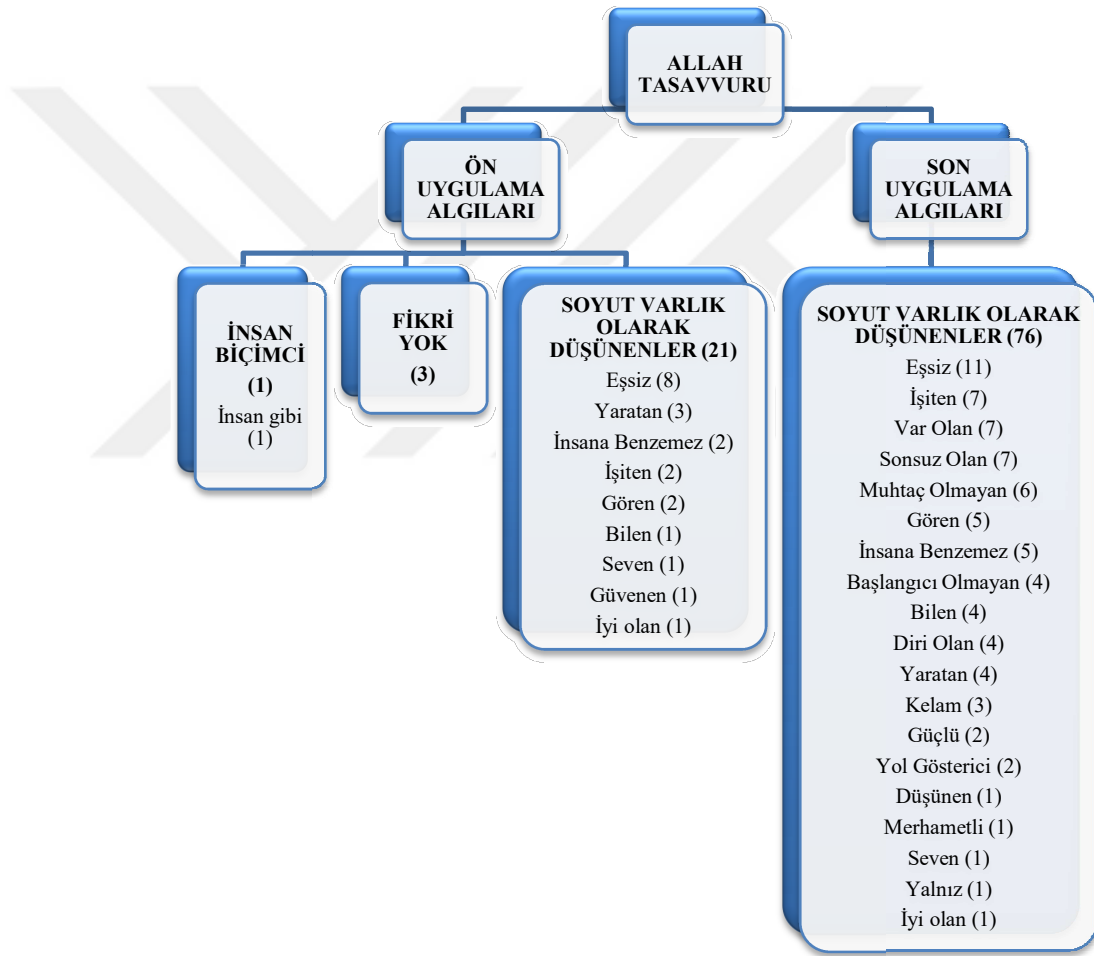 ALLAH
TASAVVURU
ÖN
UYGULAMA
ALGILARI
SON
UYGULAMA
ALGILARI
İNSAN
BİÇİMCİ
(1)
İnsan gibi
(1)
FİKRİ
YOK
(3)
SOYUT VARLIK
OLARAK
DÜŞÜNENLER (21)
Eşsiz (8)
Yaratan (3)
İnsana Benzemez (2)
İşiten (2)
Gören (2)
Bilen (1)
Seven (1)
Güvenen (1)
İyi olan (1)
SOYUT VARLIK OLARAK
DÜŞÜNENLER (76)
Eşsiz (11)
İşiten (7)
Var Olan (7)
Sonsuz Olan (7)
Muhtaç Olmayan (6)
Gören (5)
İnsana Benzemez (5)
Başlangıcı Olmayan (4)
Bilen (4)
Diri Olan (4)
Yaratan (4)
Kelam (3)
Güçlü (2)
Yol Gösterici (2)
Düşünen (1)
Merhametli (1)
Seven (1)
Yalnız (1)
İyi olan (1)